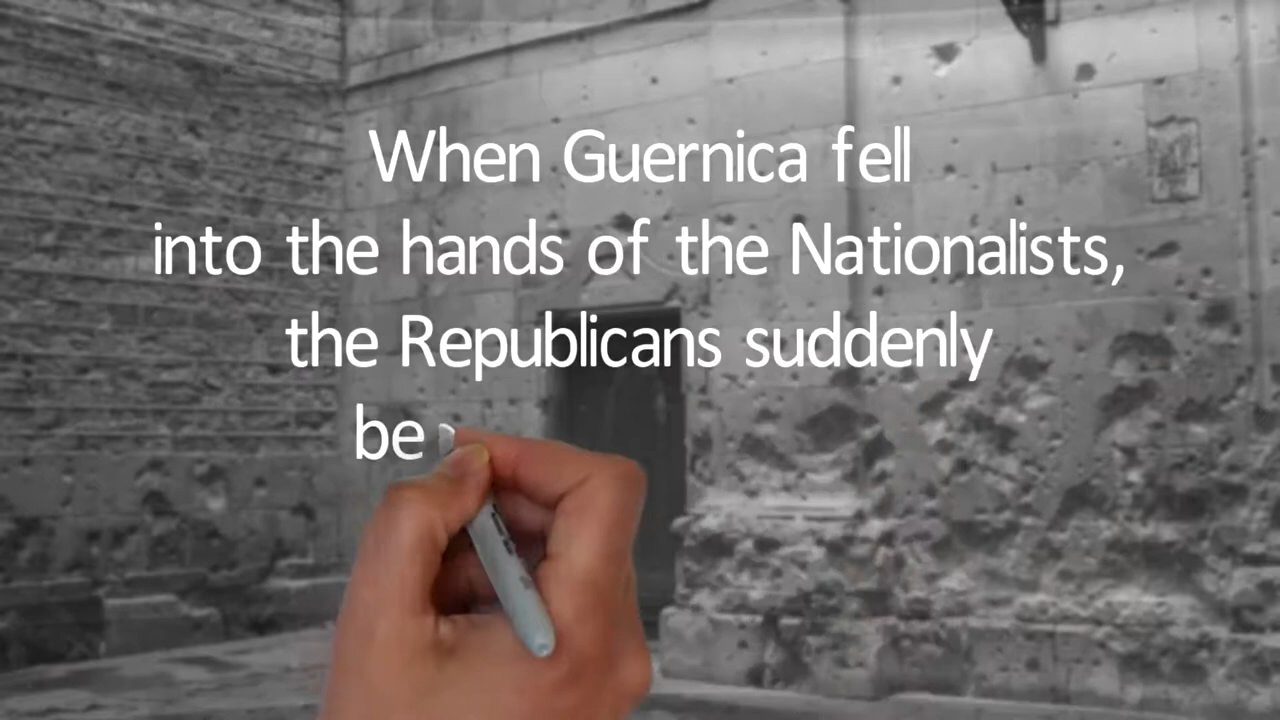 When Guernica fell
into the hands of the Nationalists,
the Republicans suddenly
be